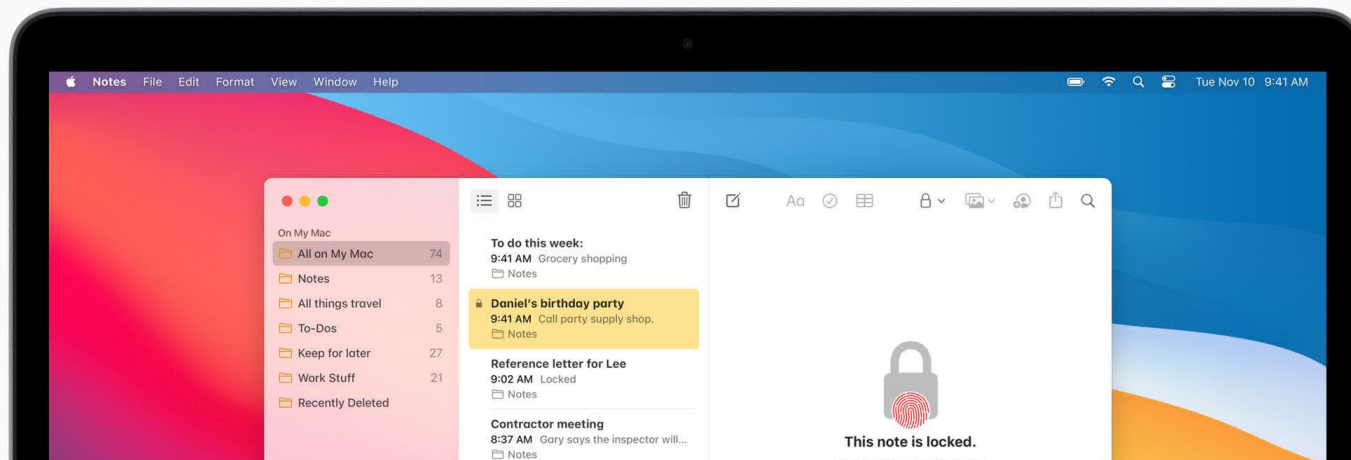 Notes File Edit Format View Window Help
Tue Nov 10 9:41 AM
On My Mac
All on My Mac 74
Notes 13
All things travel 8
To-Dos 5
Keep for later 27
Work Stuff 21
Recently Deleted
To do this week:
9:41 AM Grocery shopping
Notes
Daniel's birthday party
9:41 AM Call party supply shop.
Notes
Reference letter for Lee
9:02 AM Locked
Notes
Contractor meeting
8:37 AM Gary says the inspector will...
Notes
Aa
This note is locked.